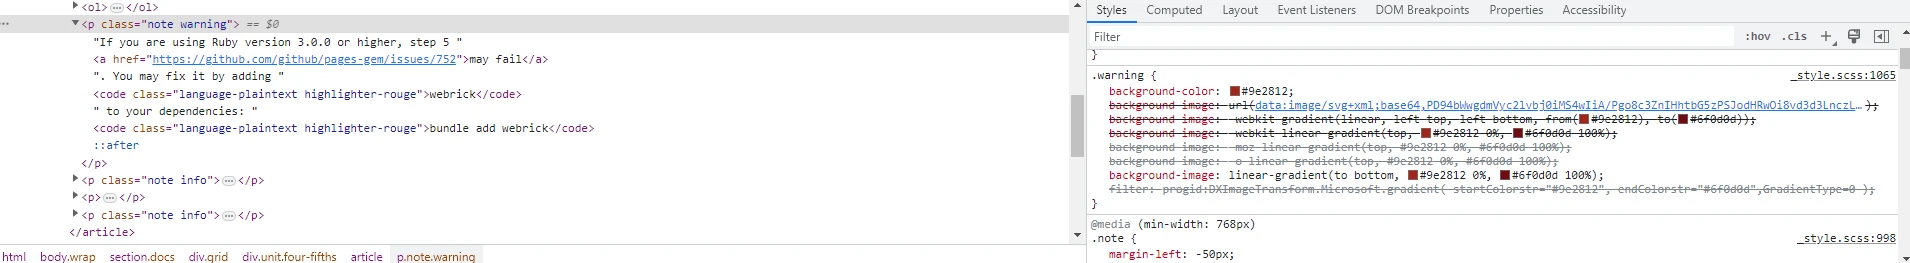 <ol>…</ol>
<p class="note warning"> == $0
"If you are using Ruby version 3.0.0 or higher, step 5 "
<a href="https://github.com/github/pages-gem/issues/752">may fail</a>
". You may fix it by adding "
<code class="language-plaintext highlighter-rouge">webrick</code>
" to your dependencies: "
<code class="language-plaintext highlighter-rouge">bundle add webrick</code>
::after
</p>
<p class="note info">…</p>
<p>…</p>
<p class="note info">…</p>
</article>
html body.wrap section.docs div.grid div.unit.four-fifths article p.note.warning
Styles Computed Layout Event Listeners DOM Breakpoints Properties Accessibility
Filter :hov .cls
}
.warning { _style.scss:1065
background-color: #9e2812;
background-image: url( );
background-image: -webkit-gradient(linear, left top, left bottom, from(#9e2812), to(#6f0d0d));
background-image: -webkit-linear-gradient(top, #9e2812 0%, #6f0d0d 100%);
background-image: -moz-linear-gradient(top, #9e2812 0%, #6f0d0d 100%);
background-image: -o-linear-gradient(top, #9e2812 0%, #6f0d0d 100%);
background-image: linear-gradient(to bottom, #9e2812 0%, #6f0d0d 100%);
filter: progid:DXImageTransform.Microsoft.gradient( startColorstr="#9e2812", endColorstr="#6f0d0d",GradientType=0 );
}
@media (min-width: 768px)
.note { _style.scss:998
margin-left: -50px;